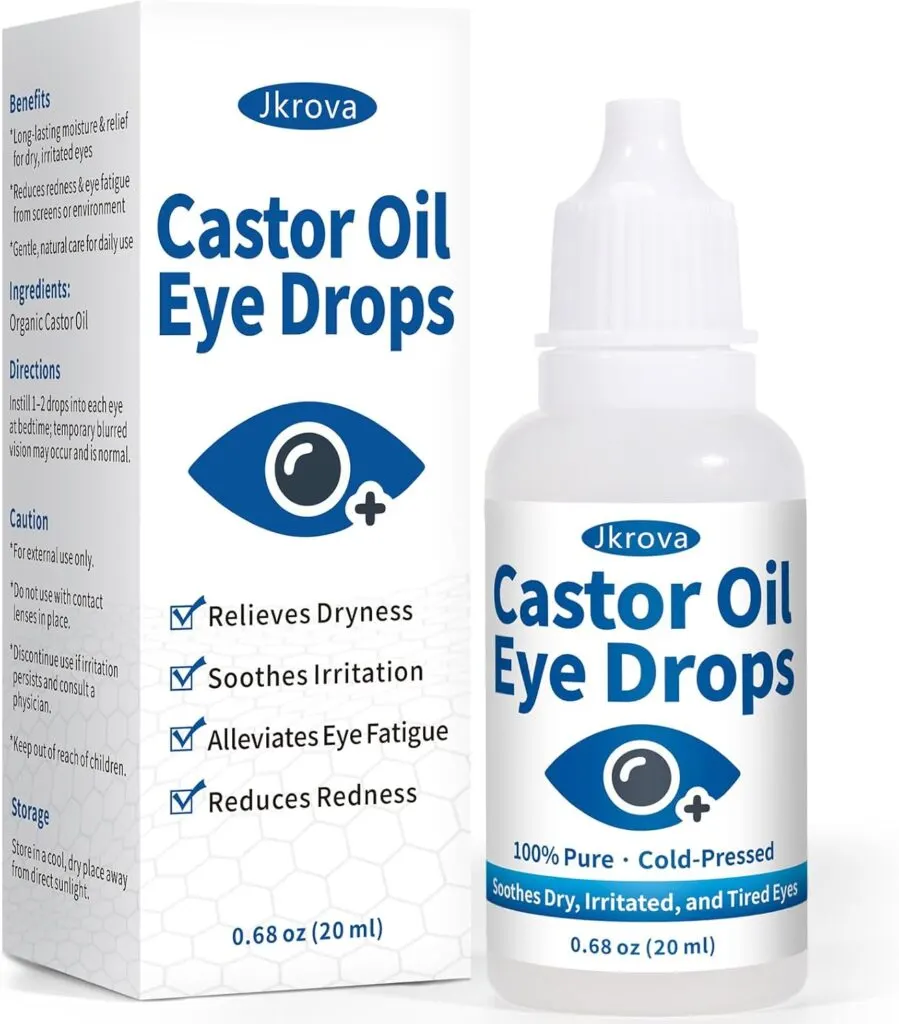 Benefits
*Long-lasting moisture & relief
for dry, irritated eyes
*Reduces redness & eye fatigue
from screens or environment
*Gentle, natural care for daily use
Ingredients:
Organic Castor Oil
Directions
Instill 1-2 drops into each eye
at bedtime; temporary blurred
vision may occur and is normal.
Caution
*For external use only.
*Do not use with contact
lenses in place.
*Discontinue use if irritation
persists and consult a
physician.
*Keep out of reach of children.
Storage
Store in a cool, dry place away
from direct sunlight.
Jkrova
Castor Oil
Eye Drops
Relieves Dryness
Soothes Irritation
Alleviates Eye Fatigue
Reduces Redness
0.68 oz (20 ml)
Jkrova
Castor Oil
Eye Drops
100% Pure · Cold-Pressed
Soothes Dry, Irritated, and Tired Eyes
0.68 oz (20 ml)